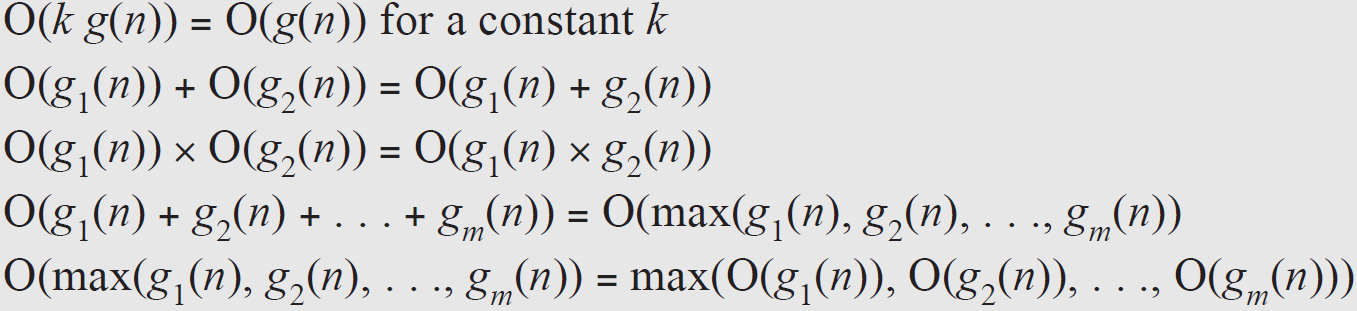 O(k g(n)) = O(g(n)) for a constant k
O(g₁(n)) + O(g₂(n)) = O(g₁(n) + g₂(n))
O(g₁(n)) × O(g₂(n)) = O(g₁(n) × g₂(n))
O(g₁(n) + g₂(n) + . . . + gₘ(n)) = O(max(g₁(n), g₂(n), . . ., gₘ(n))
O(max(g₁(n), g₂(n), . . ., gₘ(n)) = max(O(g₁(n)), O(g₂(n)), . . ., O(gₘ(n)))